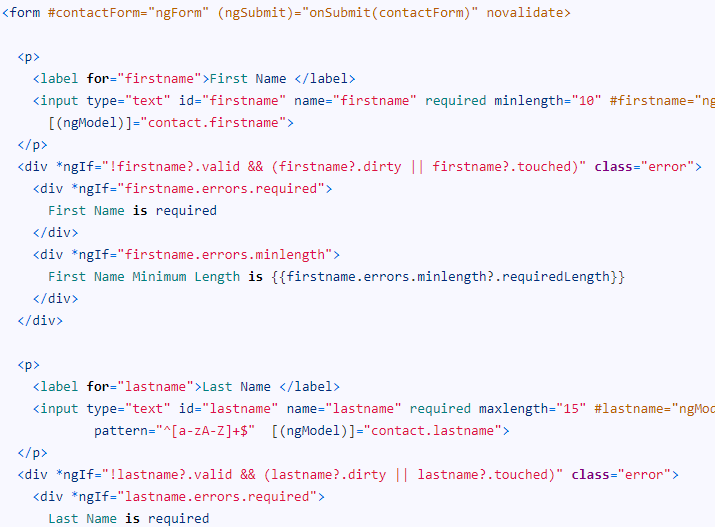 <form #contactForm="ngForm" (ngSubmit)="onSubmit(contactForm)" novalidate>
<p>
<label for="firstname">First Name </label>
<input type="text" id="firstname" name="firstname" required minlength="10" #firstname="ng
[(ngModel)]="contact.firstname">
</p>
<div *ngIf="!firstname?.valid && (firstname?.dirty || firstname?.touched)" class="error">
<div *ngIf="firstname.errors.required">
First Name is required
</div>
<div *ngIf="firstname.errors.minlength">
First Name Minimum Length is {{firstname.errors.minlength?.requiredLength}}
</div>
</div>
<p>
<label for="lastname">Last Name </label>
<input type="text" id="lastname" name="lastname" required maxlength="15" #lastname="ngMod
pattern="^[a-zA-Z]+$"  [(ngModel)]="contact.lastname">
</p>
<div *ngIf="!lastname?.valid && (lastname?.dirty || lastname?.touched)" class="error">
<div *ngIf="lastname.errors.required">
Last Name is required